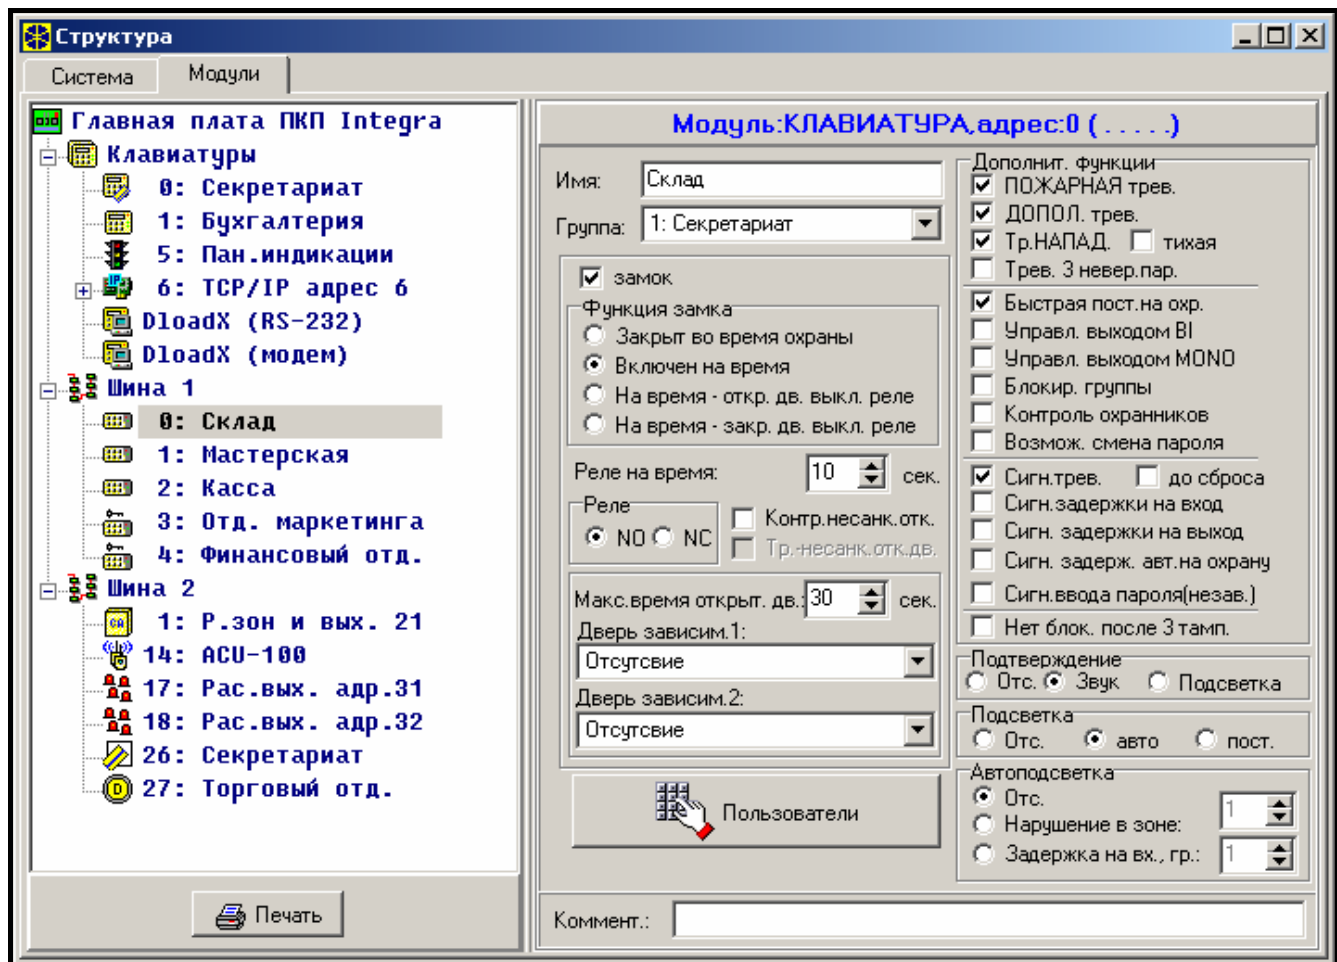 Структура
Система
Модули
Главная плата ПКП Integra
Клавиатуры
0: Секретариат
1: Бухгалтерия
5: Пан.индикации
6: TCP/IP адрес 6
DloadX (RS-232)
DloadX (модем)
Шина 1
0: Склад
1: Мастерская
2: Касса
3: Отд. маркетинга
4: Финансовый отд.
Шина 2
1: Р.зон и вых. 21
14: ACU-100
17: Рас.вых. адр.31
18: Рас.вых. адр.32
26: Секретариат
27: Торговый отд.
Печать
Модуль:КЛАВИАТУРА,адрес:0 (.....)
Имя: Склад
Группа: 1: Секретариат
замок
Функция замка
Закрыт во время охраны
Включен на время
На время - откр. дв. выкл. реле
На время - закр. дв. выкл. реле
Реле на время: 10 сек.
Реле
NO NC
Контр.несанк.отк.
Тр.-несанк.отк.дв.
Макс.время открыт. дв.: 30 сек.
Дверь зависим.1:
Отсутсвие
Дверь зависим.2:
Отсутсвие
Пользователи
Дополнит. функции
ПОЖАРНАЯ трев.
ДОПОЛ. трев.
Тр.НАПАД. тихая
Трев. 3 невер.пар.
Быстрая пост.на охр.
Управл. выходом BI
Управл. выходом MONO
Блокир. группы
Контроль охранников
Возмож. смена пароля
Сигн.трев. до сброса
Сигн.задержки на вход
Сигн. задержки на выход
Сигн. задерж. авт.на охрану
Сигн.ввода пароля(незав.)
Нет блок. после 3 тамп.
Подтверждение
Отс. Звук Подсветка
Подсветка
Отс. авто пост.
Автоподсветка
Отс.
Нарушение в зоне: 1
Задержка на вх., гр.: 1
Коммент.: